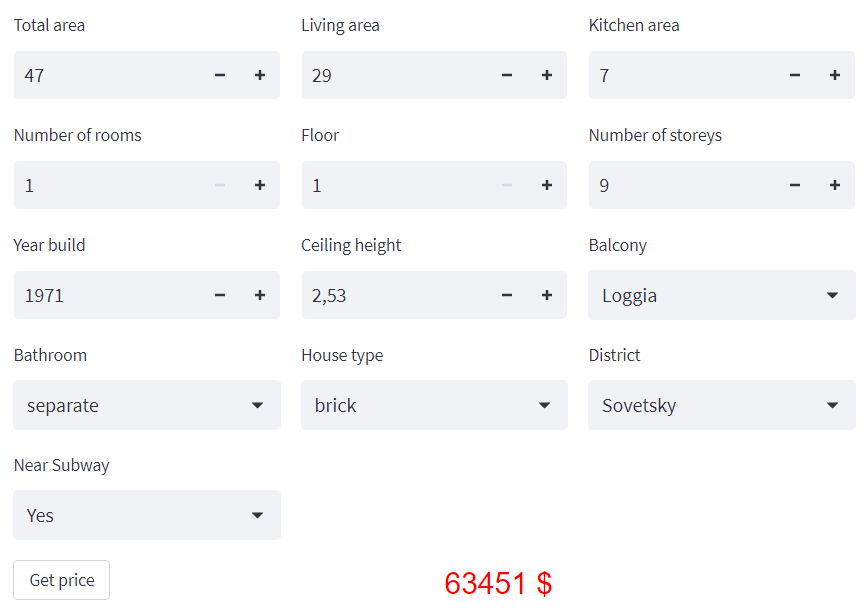 Total area Living area Kitchen area
47 − + 29 − + 7 − +
Number of rooms Floor Number of storeys
1 − + 1 − + 9 − +
Year build Ceiling height Balcony
1971 − + 2,53 − + Loggia
Bathroom House type District
separate brick Sovetsky
Near Subway
Yes
Get price 63451 $